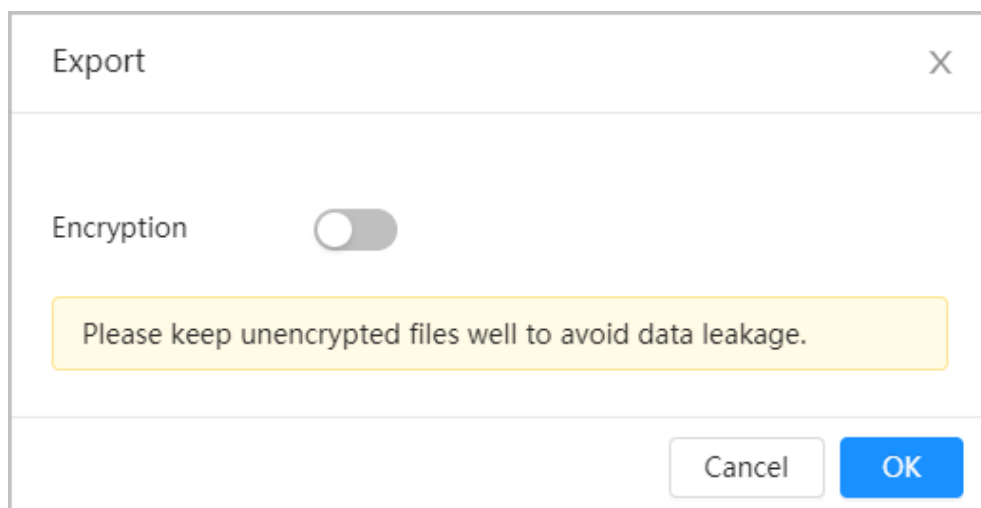 Export X
Encryption
Please keep unencrypted files well to avoid data leakage.
Cancel OK